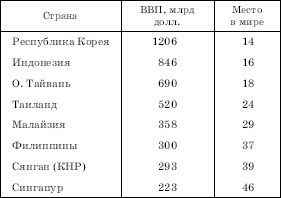 Страна ВВП, млрд долл. Место в мире
Республика Корея 1206 14
Индонезия 846 16
О. Тайвань 690 18
Таиланд 520 24
Малайзия 358 29
Филиппины 300 37
Сянган (КНР) 293 39
Сингапур 223 46